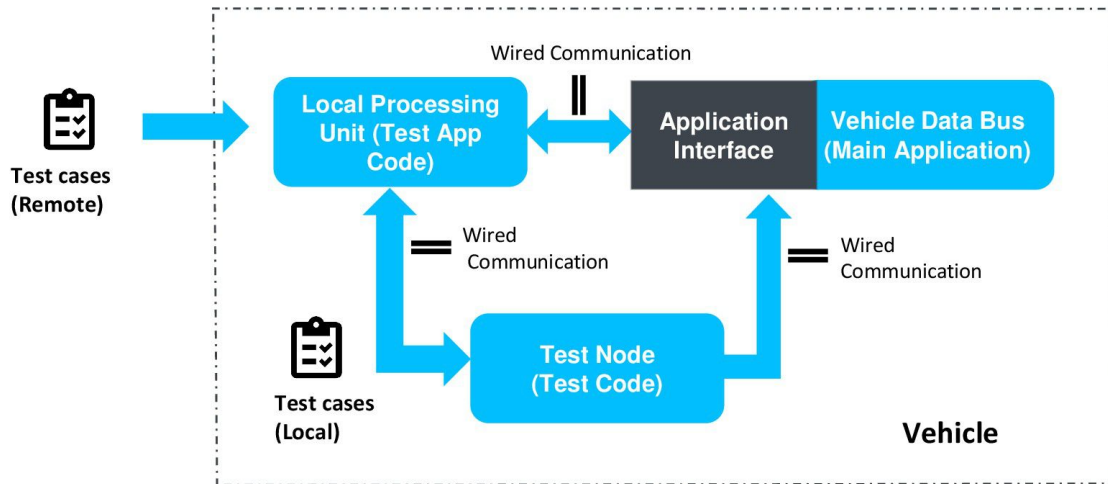 Wired Communication
Local Processing
Unit (Test App
Code)
Application
Interface
Vehicle Data Bus
(Main Application)
Test cases
(Remote)
Wired
Communication
Wired
Communication
Test Node
(Test Code)
Test cases
(Local)
Vehicle